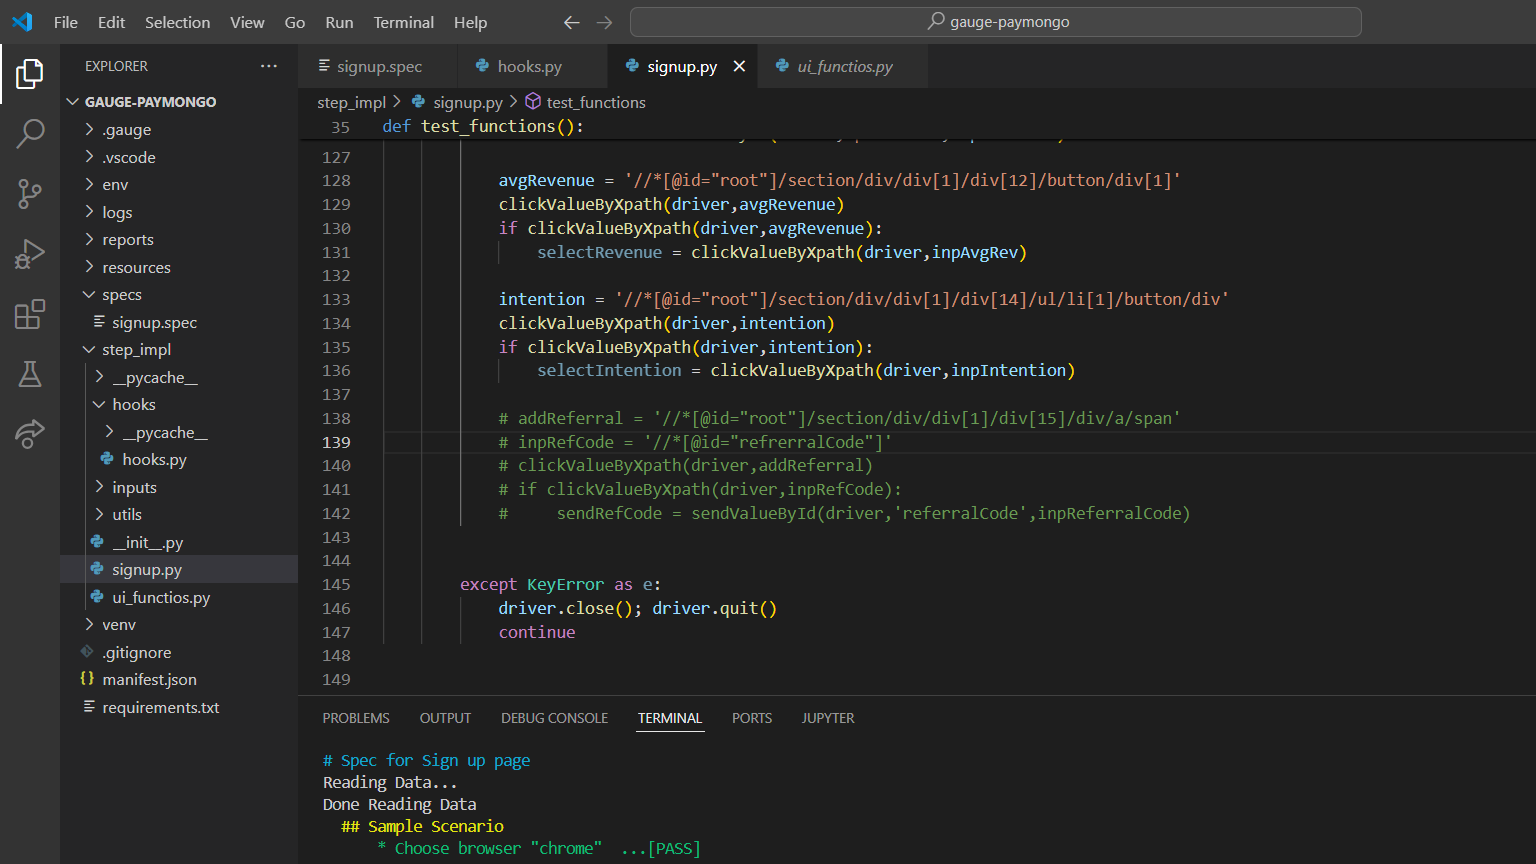 File Edit Selection View Go Run Terminal Help
gauge-paymongo
EXPLORER
GAUGE-PAYMONGO
.gauge
.vscode
env
logs
reports
resources
specs
signup.spec
step_impl
__pycache__
hooks
__pycache__
hooks.py
inputs
utils
__init__.py
signup.py
ui_functios.py
venv
.gitignore
manifest.json
requirements.txt
signup.spec hooks.py signup.py ui_functios.py
step_impl > signup.py > test_functions
35 def test_functions():
127
128 avgRevenue = '//*[@id="root"]/section/div/div[1]/div[12]/button/div[1]'
129 clickValueByXpath(driver,avgRevenue)
130 if clickValueByXpath(driver,avgRevenue):
131 selectRevenue = clickValueByXpath(driver,inpAvgRev)
132
133 intention = '//*[@id="root"]/section/div/div[1]/div[14]/ul/li[1]/button/div'
134 clickValueByXpath(driver,intention)
135 if clickValueByXpath(driver,intention):
136 selectIntention = clickValueByXpath(driver,inpIntention)
137
138 # addReferral = '//*[@id="root"]/section/div/div[1]/div[15]/div/a/span'
139 # inpRefCode = '//*[@id="refrerralCode"]'
140 # clickValueByXpath(driver,addReferral)
141 # if clickValueByXpath(driver,inpRefCode):
142 #     sendRefCode = sendValueById(driver,'referralCode',inpReferralCode)
143
144
145 except KeyError as e:
146 driver.close(); driver.quit()
147 continue
148
149
PROBLEMS OUTPUT DEBUG CONSOLE TERMINAL PORTS JUPYTER
# Spec for Sign up page
Reading Data...
Done Reading Data
## Sample Scenario
* Choose browser "chrome" ...[PASS]